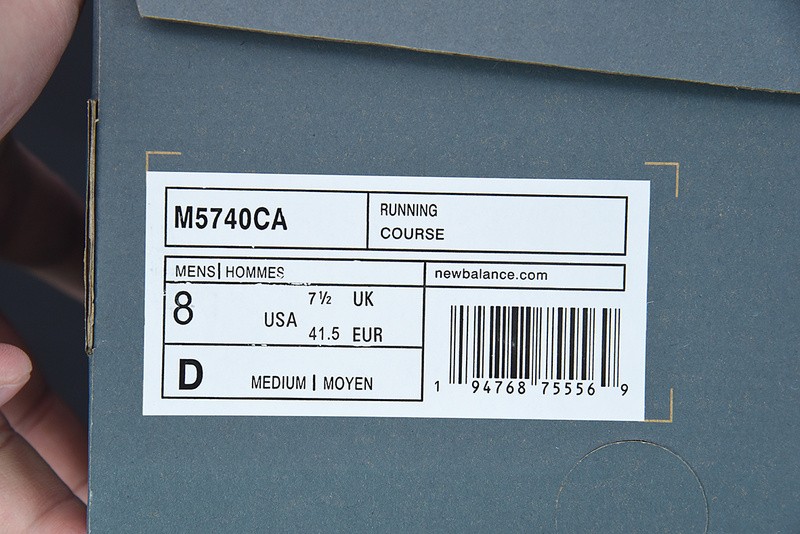 M5740CA
RUNNING
COURSE
MENS | HOMMES
newbalance.com
8 USA
7½ UK
41.5 EUR
D MEDIUM | MOYEN
1 94768 75556 9